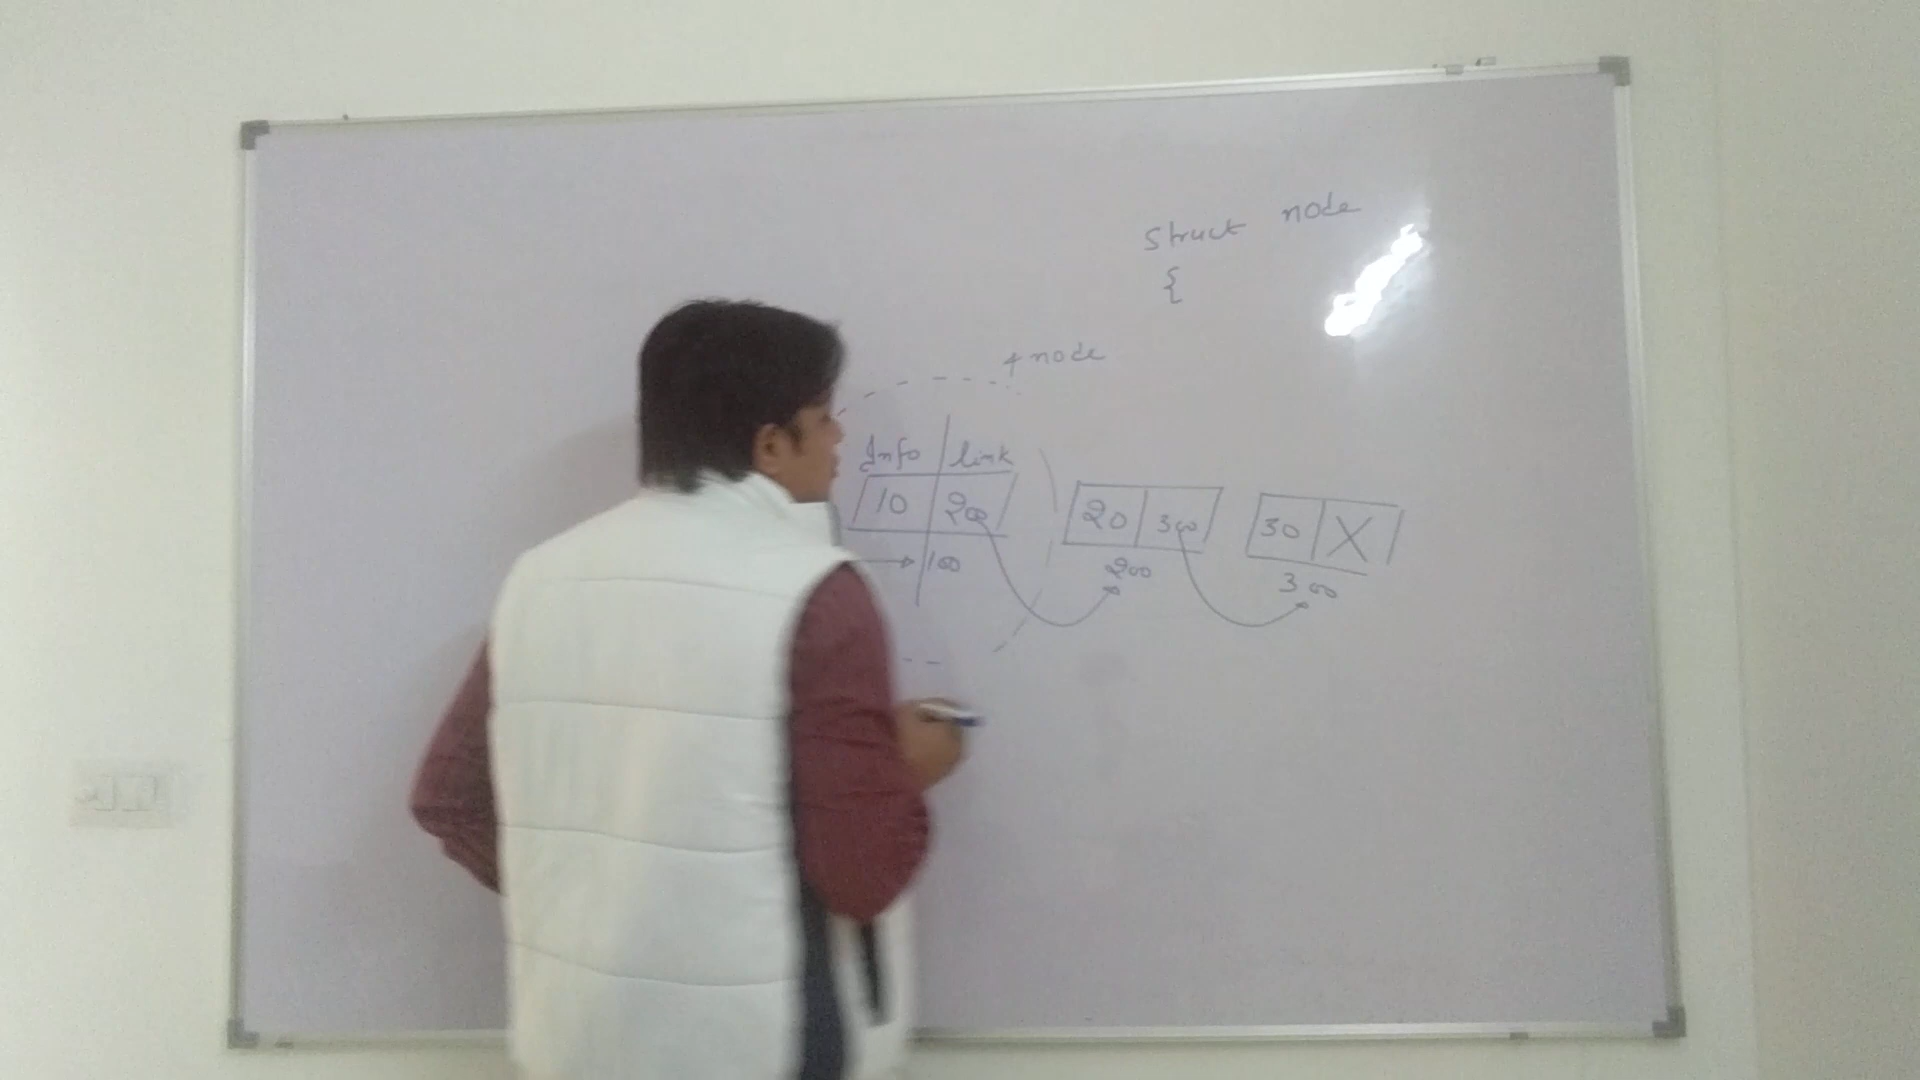 struct node
{
node
Info link
10 200 20 300 30 X
100 200 300